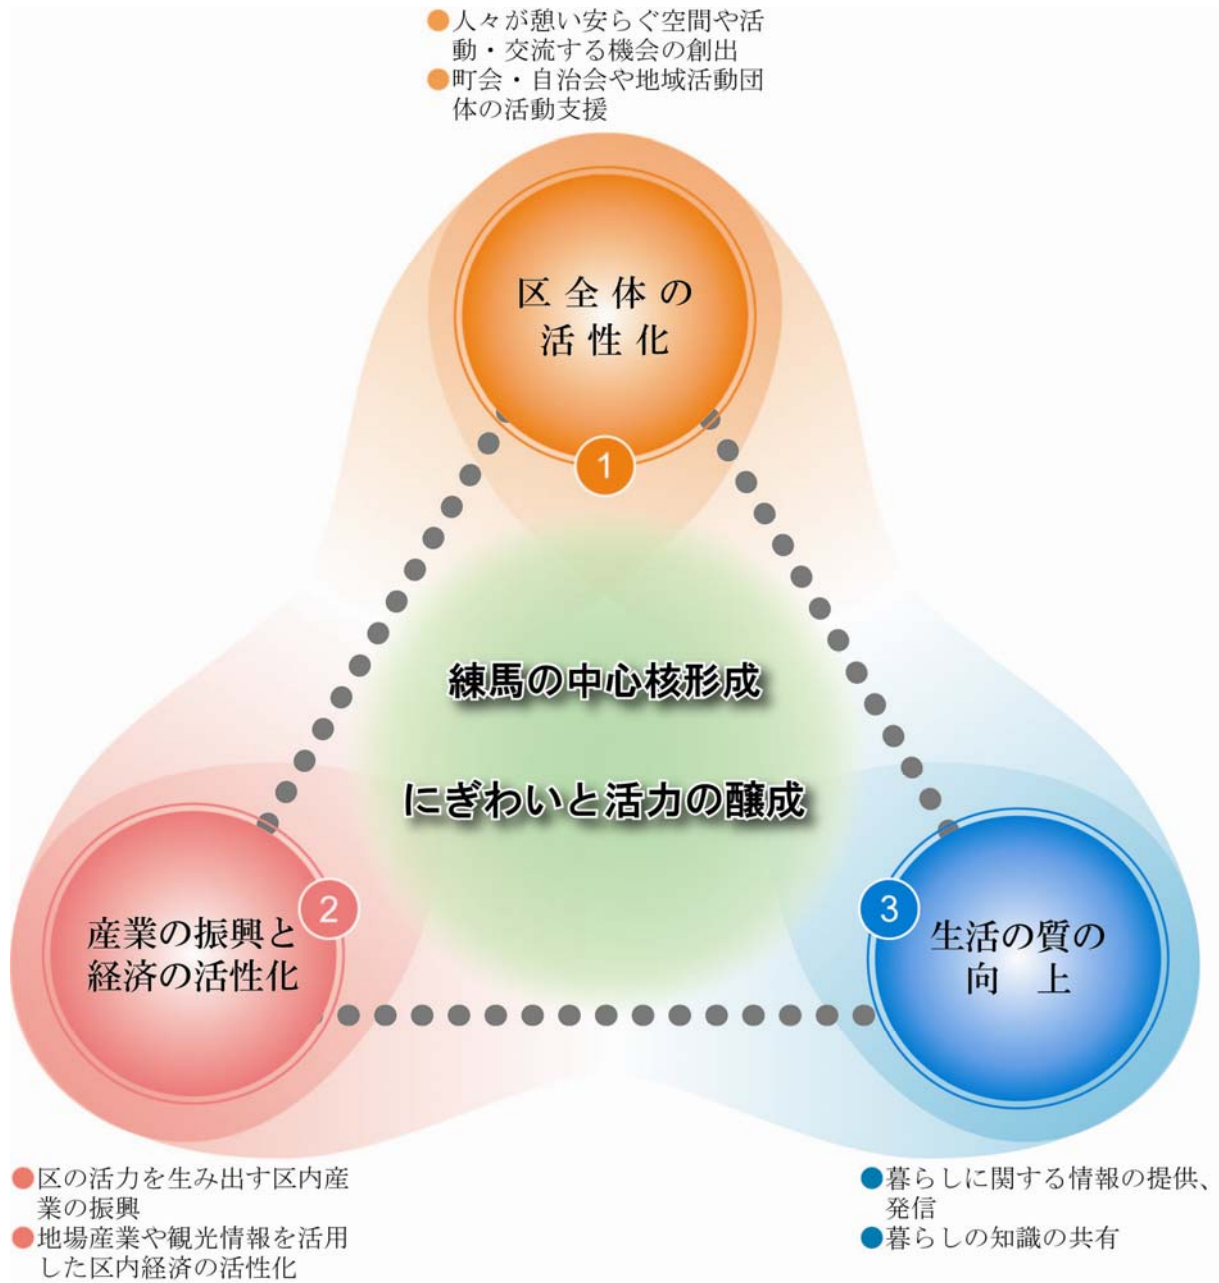 ●人々が憩い安らぐ空間や活
動・交流する機会の創出
●町会・自治会や地域活動団
体の活動支援
区全体の
活性化
1
練馬の中心核形成
にぎわいと活力の醸成
2
産業の振興と
経済の活性化
3
生活の質の
向　上
●区の活力を生み出す区内産
業の振興
●地場産業や観光情報を活用
した区内経済の活性化
●暮らしに関する情報の提供、
発信
●暮らしの知識の共有